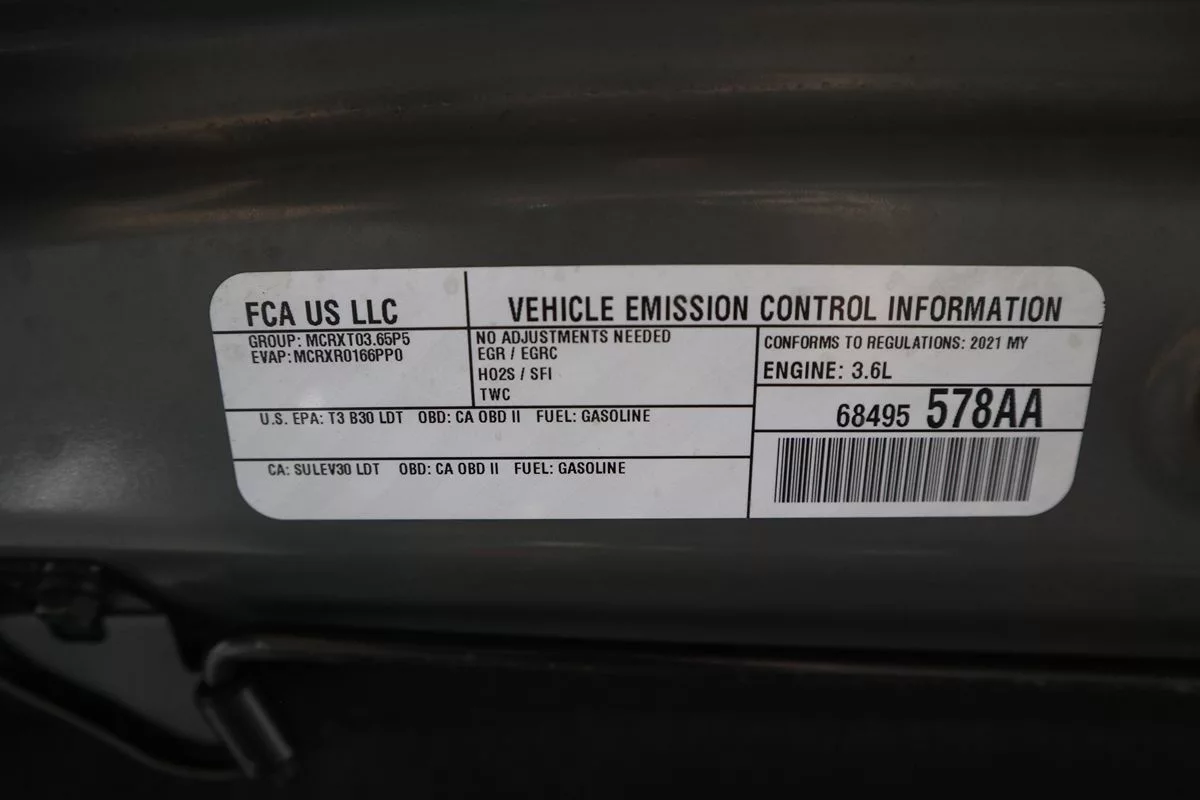 FCA US LLC
VEHICLE EMISSION CONTROL INFORMATION
GROUP: MCRXT03.65P5
EVAP: MCRXR0166PP0
NO ADJUSTMENTS NEEDED
EGR / EGRC
HO2S / SFI
TWC
CONFORMS TO REGULATIONS: 2021 MY
ENGINE: 3.6L
68495 578AA
U.S. EPA: T3 B30 LDT OBD: CA OBD II FUEL: GASOLINE
CA: SULEV30 LDT OBD: CA OBD II FUEL: GASOLINE